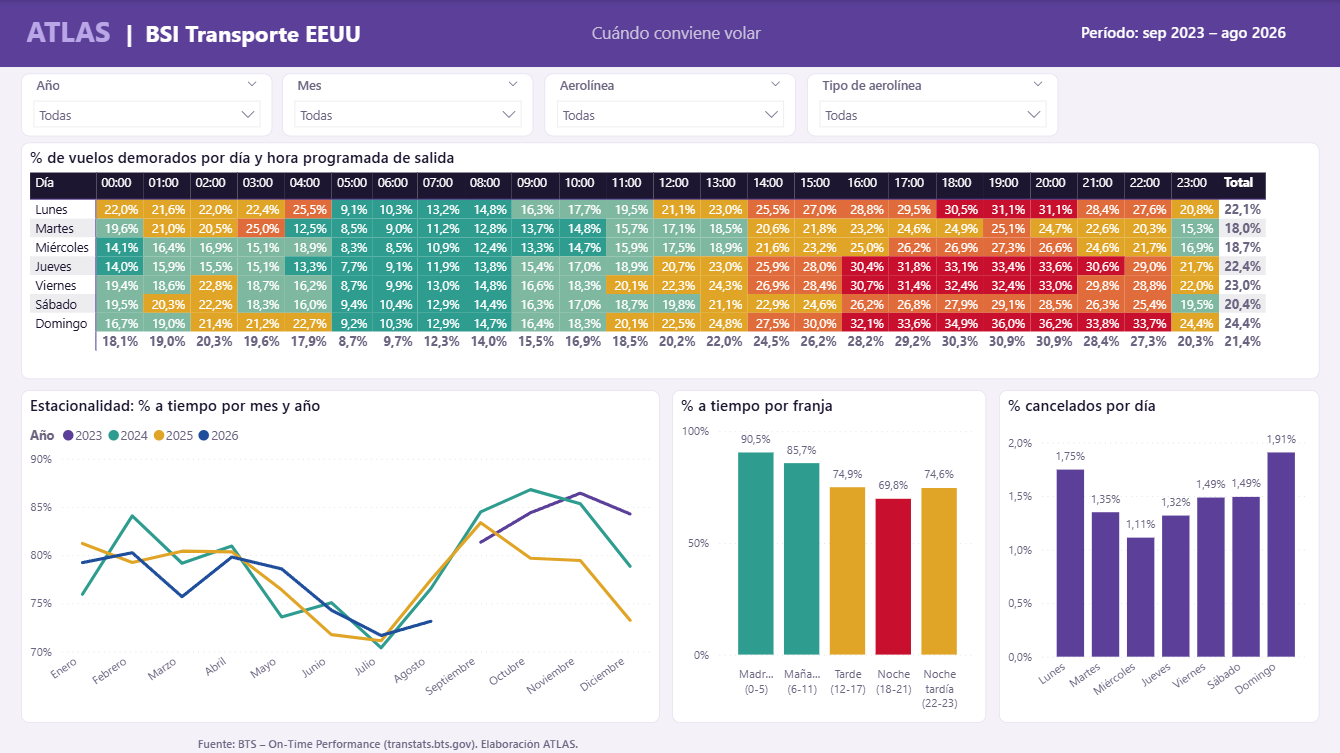 ATLAS | BSI Transporte EEUU
Cuándo conviene volar
Período: sep 2023 – ago 2026
Año
Mes
Aerolínea
Tipo de aerolínea
Todas
Todas
Todas
Todas
% de vuelos demorados por día y hora programada de salida
Día 00:00 01:00 02:00 03:00 04:00 05:00 06:00 07:00 08:00 09:00 10:00 11:00 12:00 13:00 14:00 15:00 16:00 17:00 18:00 19:00 20:00 21:00 22:00 23:00 Total
Lunes 22,0% 21,6% 22,0% 22,4% 25,5% 9,1% 10,3% 13,2% 14,8% 16,3% 17,7% 19,5% 21,1% 23,0% 25,5% 27,0% 28,8% 29,5% 30,5% 31,1% 31,1% 28,4% 27,6% 20,8% 22,1%
Martes 19,6% 21,0% 20,5% 25,0% 12,5% 8,5% 9,0% 11,2% 12,8% 13,7% 14,8% 15,7% 17,1% 18,5% 20,6% 21,8% 23,2% 24,6% 24,9% 25,1% 24,7% 22,6% 20,3% 15,3% 18,0%
Miércoles 14,1% 16,4% 16,9% 15,1% 18,9% 8,3% 8,5% 10,9% 12,4% 13,3% 14,7% 15,9% 17,5% 18,9% 21,6% 23,2% 25,0% 26,2% 26,9% 27,3% 26,6% 24,6% 21,7% 16,9% 18,7%
Jueves 14,0% 15,9% 15,5% 15,1% 13,3% 7,7% 9,1% 11,9% 13,8% 15,4% 17,0% 18,9% 20,7% 23,0% 25,9% 28,0% 30,4% 31,8% 33,1% 33,4% 33,6% 30,6% 29,0% 21,7% 22,4%
Viernes 19,4% 18,6% 22,8% 18,7% 16,2% 8,7% 9,9% 13,0% 14,8% 16,6% 18,3% 20,1% 22,3% 24,3% 26,9% 28,4% 30,7% 31,4% 32,4% 32,4% 33,0% 29,8% 28,8% 22,0% 23,0%
Sábado 19,5% 20,3% 22,2% 18,3% 16,0% 9,4% 10,4% 12,9% 14,4% 16,3% 17,0% 18,7% 19,8% 21,1% 22,9% 24,6% 26,2% 26,8% 27,9% 29,1% 28,5% 26,3% 25,4% 19,5% 20,4%
Domingo 16,7% 19,0% 21,4% 21,2% 22,7% 9,2% 10,3% 12,9% 14,7% 16,4% 18,3% 20,1% 22,5% 24,8% 27,5% 30,0% 32,1% 33,6% 34,9% 36,0% 36,2% 33,8% 33,7% 24,4% 24,4%
18,1% 19,0% 20,3% 19,6% 17,9% 8,7% 9,7% 12,3% 14,0% 15,5% 16,9% 18,5% 20,2% 22,0% 24,5% 26,2% 28,2% 29,2% 30,3% 30,9% 30,9% 28,4% 27,3% 20,3% 21,4%
Estacionalidad: % a tiempo por mes y año
Año 2023 2024 2025 2026
90%
85%
80%
75%
70%
Enero Febrero Marzo Abril Mayo Junio Julio Agosto Septiembre Octubre Noviembre Diciembre
% a tiempo por franja
100%
50%
0%
90,5% 85,7% 74,9% 69,8% 74,6%
Madr... (0-5)
Maña... (6-11)
Tarde (12-17)
Noche (18-21)
Noche tardía (22-23)
% cancelados por día
2,0%
1,5%
1,0%
0,5%
0,0%
1,75% 1,35% 1,11% 1,32% 1,49% 1,49% 1,91%
Lunes Martes Miércoles Jueves Viernes Sábado Domingo
Fuente: BTS – On-Time Performance (transtats.bts.gov). Elaboración ATLAS.